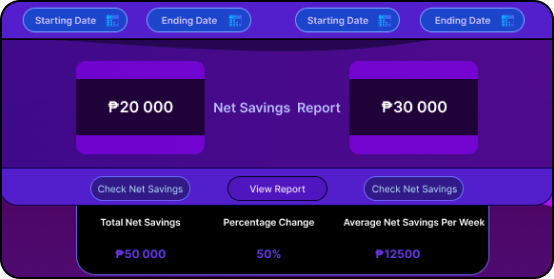 Starting Date Ending Date Starting Date Ending Date
₱20 000 Net Savings Report ₱30 000
Check Net Savings View Report Check Net Savings
Total Net Savings Percentage Change Average Net Savings Per Week
₱50 000 50% ₱12500